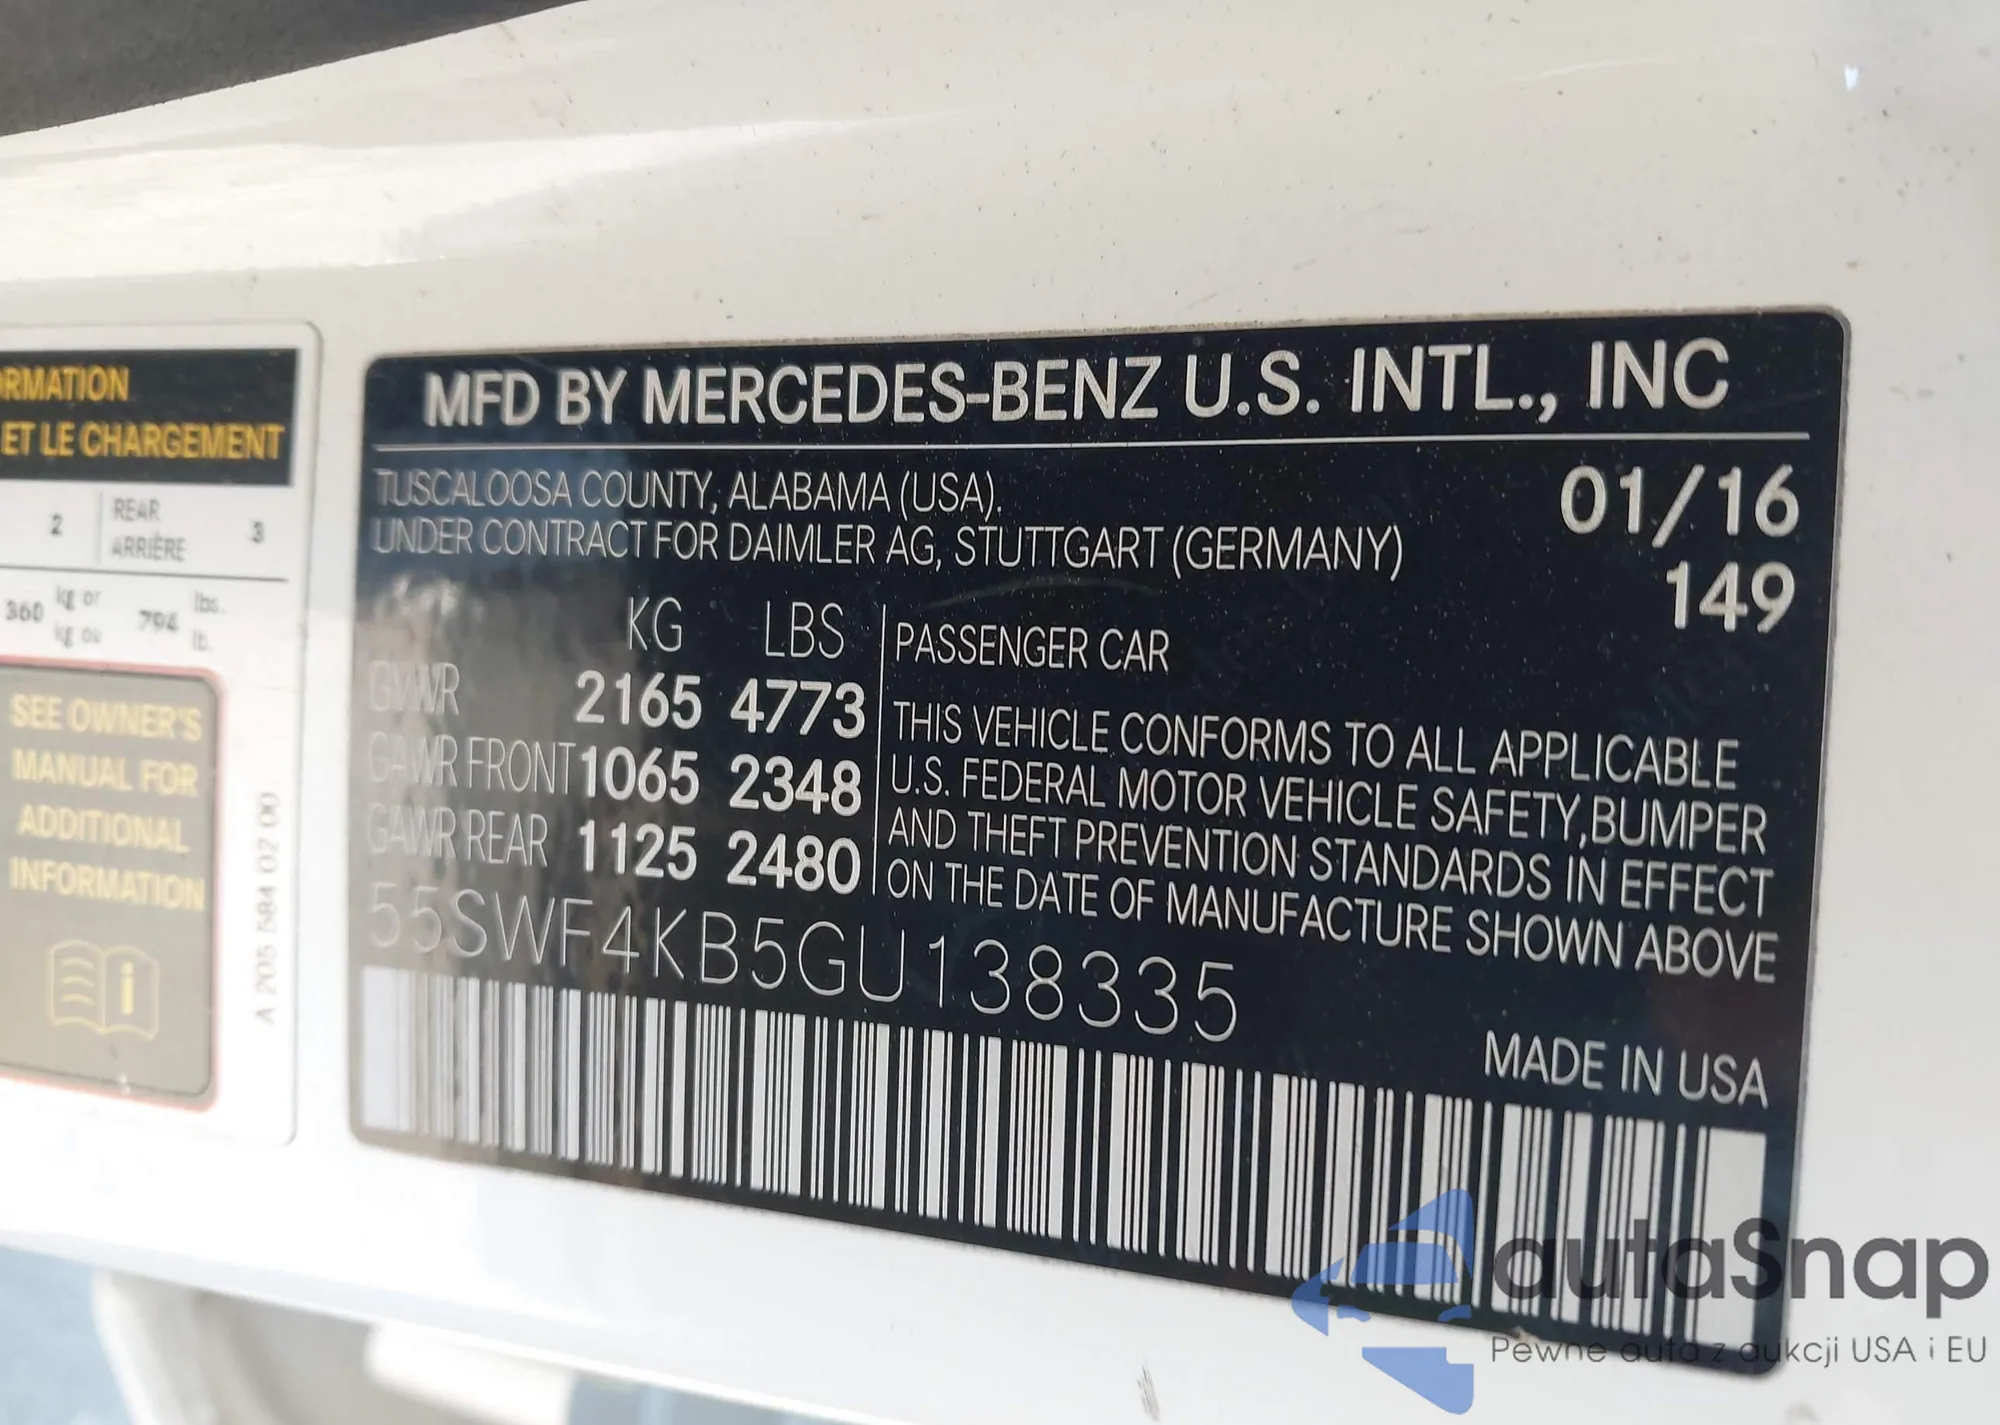 RMATION
ET LE CHARGEMENT
2 REAR 3
ARRIÈRE
360 kg or 794 lbs.
kg ou lb.
SEE OWNER'S
MANUAL FOR
ADDITIONAL
INFORMATION
i
A 205 584 02 00
MFD BY MERCEDES-BENZ U.S. INTL., INC
TUSCALOOSA COUNTY, ALABAMA (USA). 01/16
UNDER CONTRACT FOR DAIMLER AG, STUTTGART (GERMANY)
149
KG LBS
GVWR 2165 4773
GAWR FRONT 1065 2348
GAWR REAR 1125 2480
PASSENGER CAR
THIS VEHICLE CONFORMS TO ALL APPLICABLE
U.S. FEDERAL MOTOR VEHICLE SAFETY,BUMPER
AND THEFT PREVENTION STANDARDS IN EFFECT
ON THE DATE OF MANUFACTURE SHOWN ABOVE
55SWF4KB5GU138335
MADE IN USA
autaSnap
Pewne auta z aukcji USA i EU